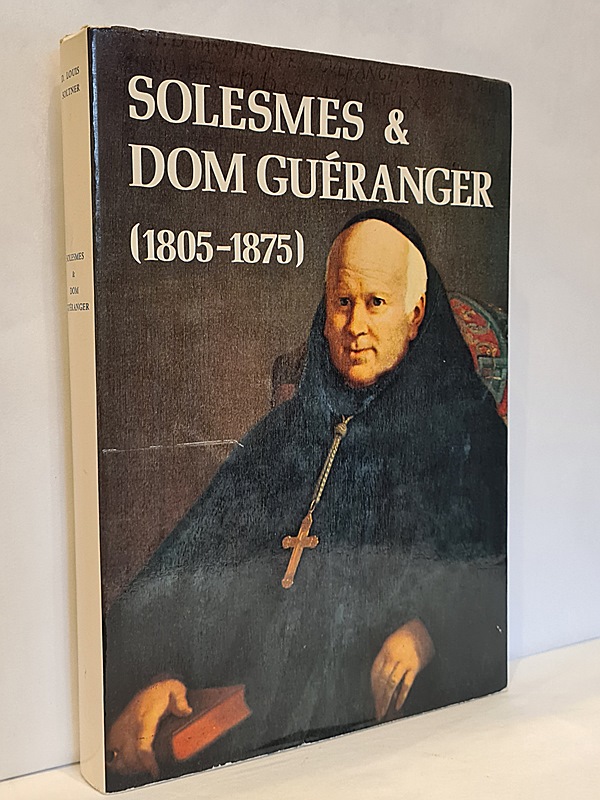 SOLESMES &
DOM GUÉRANGER
(1805-1875)
D. LOUIS
SOLTNER
SOLESMES
&
DOM
GUÉRANGER